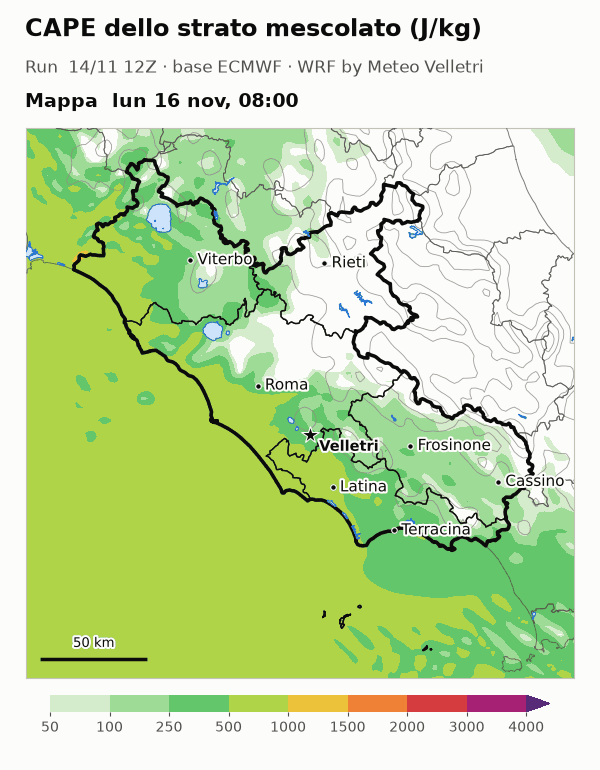 CAPE dello strato mescolato (J/kg)
Run  14/11 12Z · base ECMWF · WRF by Meteo Velletri
Mappa  lun 16 nov, 08:00
Viterbo
Rieti
Roma
Velletri
Frosinone
Cassino
Latina
Terracina
50 km
50 100 250 500 1000 1500 2000 3000 4000